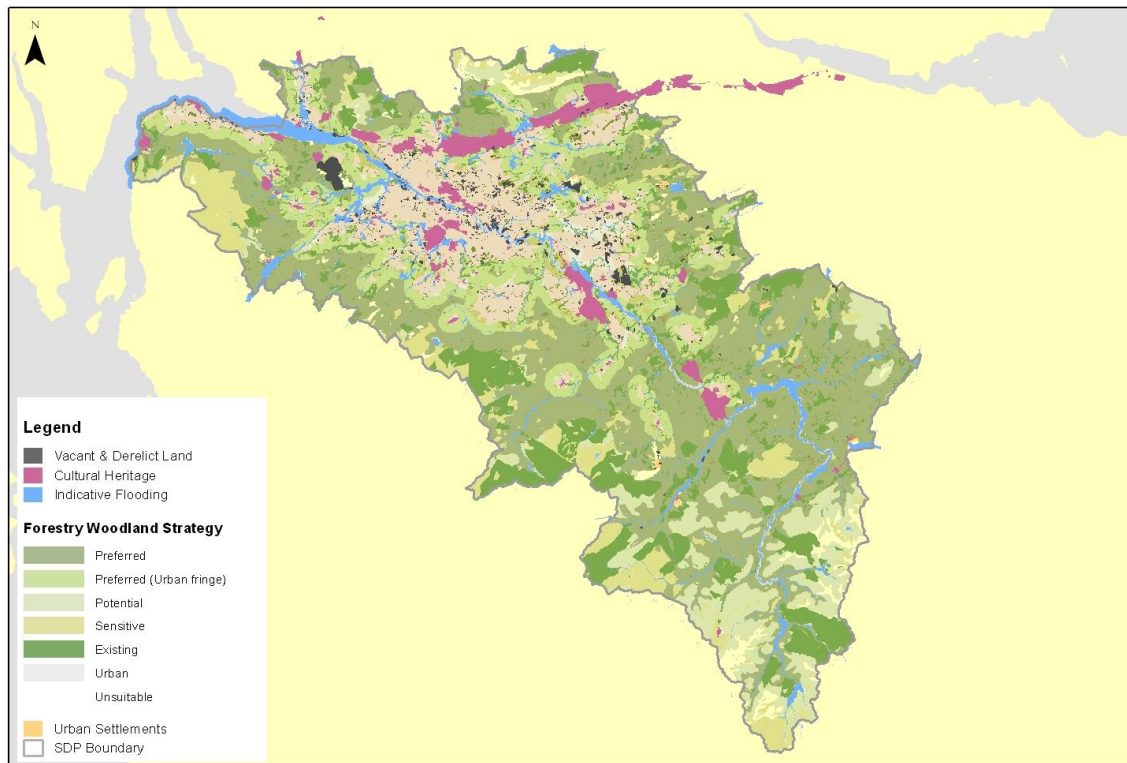 N
Legend
Vacant & Derelict Land
Cultural Heritage
Indicative Flooding
Forestry Woodland Strategy
Preferred
Preferred (Urban fringe)
Potential
Sensitive
Existing
Urban
Unsuitable
Urban Settlements
SDP Boundary